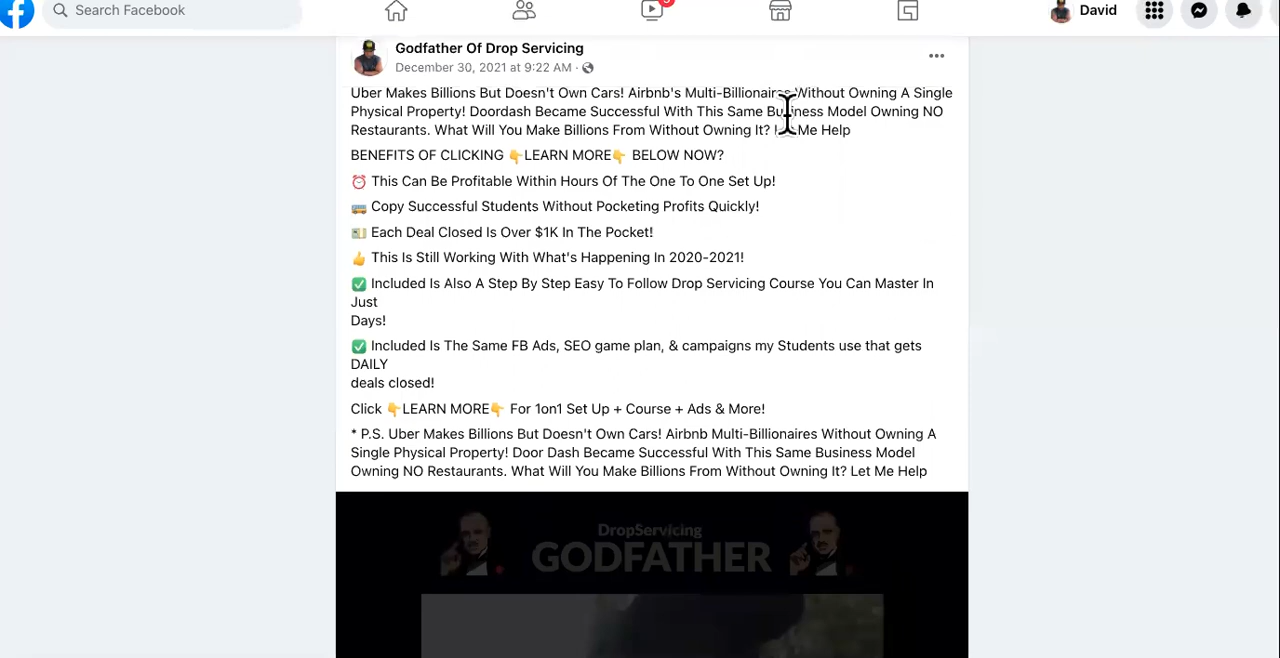 Search Facebook
David
Godfather Of Drop Servicing
December 30, 2021 at 9:22 AM ·
Uber Makes Billions But Doesn't Own Cars! Airbnb's Multi-Billionaires Without Owning A Single
Physical Property! Doordash Became Successful With This Same Business Model Owning NO
Restaurants. What Will You Make Billions From Without Owning It? Me Help
BENEFITS OF CLICKING 👇LEARN MORE👇 BELOW NOW?
⏰ This Can Be Profitable Within Hours Of The One To One Set Up!
🚌 Copy Successful Students Without Pocketing Profits Quickly!
💵 Each Deal Closed Is Over $1K In The Pocket!
👍 This Is Still Working With What's Happening In 2020-2021!
✅ Included Is Also A Step By Step Easy To Follow Drop Servicing Course You Can Master In
Just
Days!
✅ Included Is The Same FB Ads, SEO game plan, & campaigns my Students use that gets
DAILY
deals closed!
Click 👇LEARN MORE👇 For 1on1 Set Up + Course + Ads & More!
* P.S. Uber Makes Billions But Doesn't Own Cars! Airbnb Multi-Billionaires Without Owning A
Single Physical Property! Door Dash Became Successful With This Same Business Model
Owning NO Restaurants. What Will You Make Billions From Without Owning It? Let Me Help
DropServicing
GODFATHER